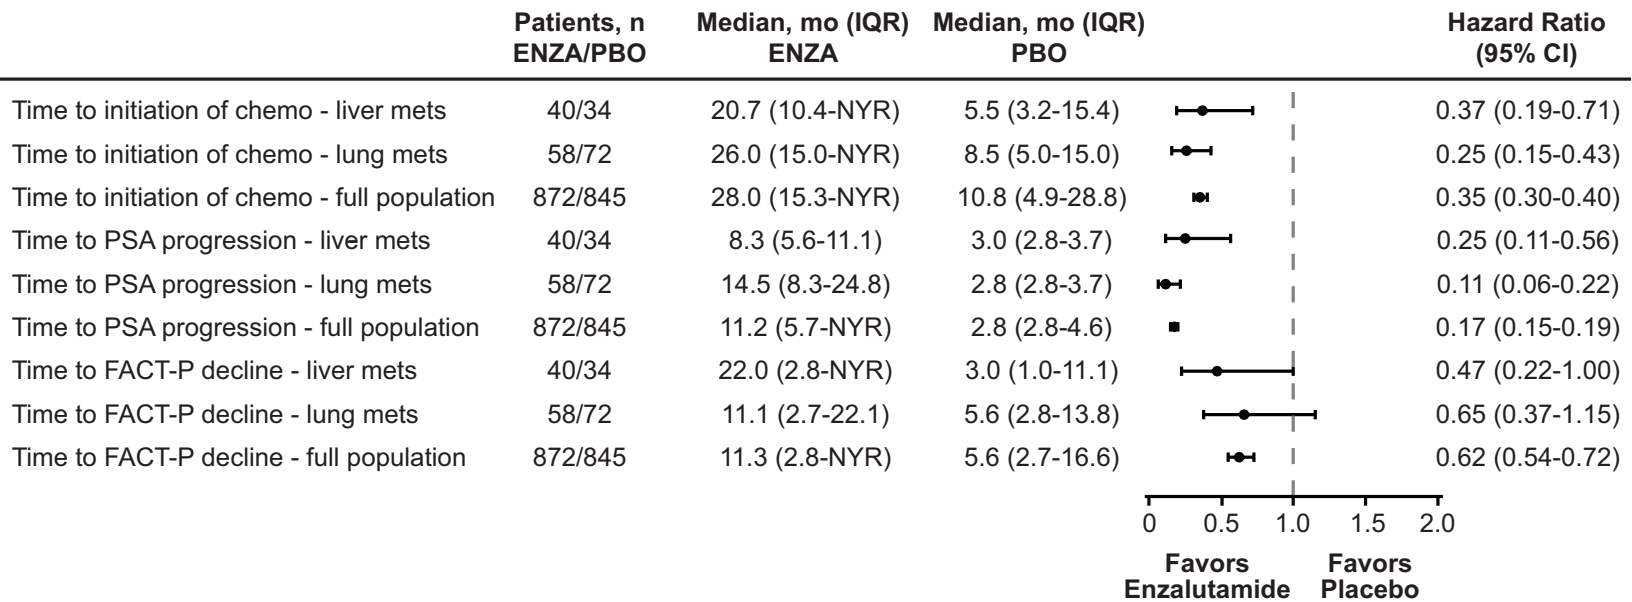 Patients, n Median, mo (IQR) Median, mo (IQR) Hazard Ratio
ENZA/PBO ENZA PBO (95% CI)
Time to initiation of chemo - liver mets 40/34 20.7 (10.4-NYR) 5.5 (3.2-15.4) 0.37 (0.19-0.71)
Time to initiation of chemo - lung mets 58/72 26.0 (15.0-NYR) 8.5 (5.0-15.0) 0.25 (0.15-0.43)
Time to initiation of chemo - full population 872/845 28.0 (15.3-NYR) 10.8 (4.9-28.8) 0.35 (0.30-0.40)
Time to PSA progression - liver mets 40/34 8.3 (5.6-11.1) 3.0 (2.8-3.7) 0.25 (0.11-0.56)
Time to PSA progression - lung mets 58/72 14.5 (8.3-24.8) 2.8 (2.8-3.7) 0.11 (0.06-0.22)
Time to PSA progression - full population 872/845 11.2 (5.7-NYR) 2.8 (2.8-4.6) 0.17 (0.15-0.19)
Time to FACT-P decline - liver mets 40/34 22.0 (2.8-NYR) 3.0 (1.0-11.1) 0.47 (0.22-1.00)
Time to FACT-P decline - lung mets 58/72 11.1 (2.7-22.1) 5.6 (2.8-13.8) 0.65 (0.37-1.15)
Time to FACT-P decline - full population 872/845 11.3 (2.8-NYR) 5.6 (2.7-16.6) 0.62 (0.54-0.72)
0 0.5 1.0 1.5 2.0
Favors Favors
Enzalutamide Placebo